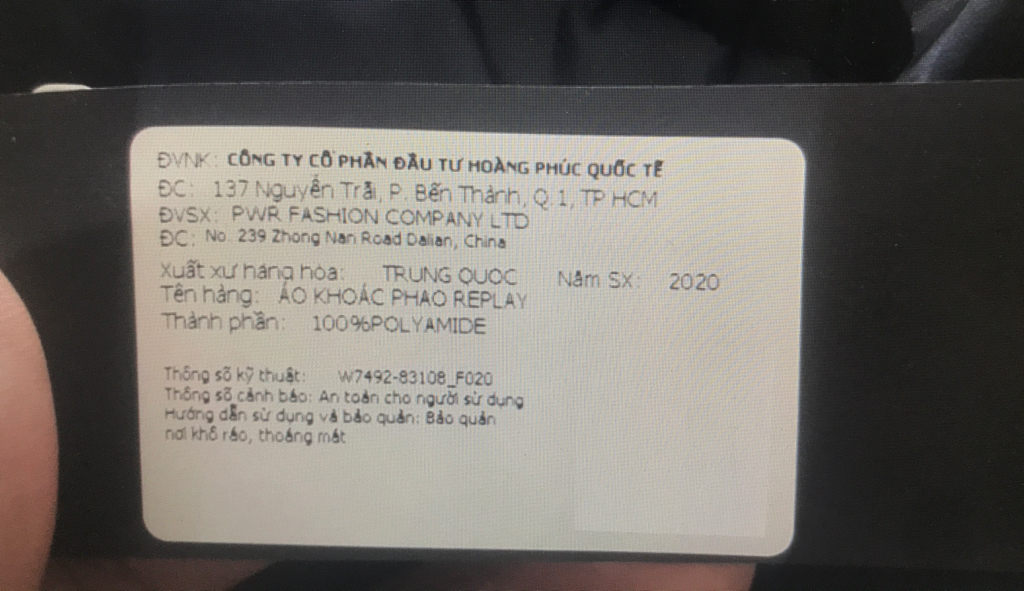 ĐVNK: CÔNG TY CỔ PHẦN ĐẦU TƯ HOÀNG PHÚC QUỐC TẾ
ĐC: 137 Nguyễn Trãi, P. Bến Thành, Q.1, TP HCM
ĐVSX: PWR FASHION COMPANY LTD
ĐC: No. 239 Zhong Nan Road Dalian, China
Xuất xứ hàng hóa: TRUNG QUOC Năm SX: 2020
Tên hàng: ÁO KHOÁC PHAO REPLAY
Thành phần: 100%POLYAMIDE
Thông số kỹ thuật: W7492-83108_F020
Thông số cảnh báo: An toàn cho người sử dụng
Hướng dẫn sử dụng và bảo quản: Bảo quản
nơi khô ráo, thoáng mát